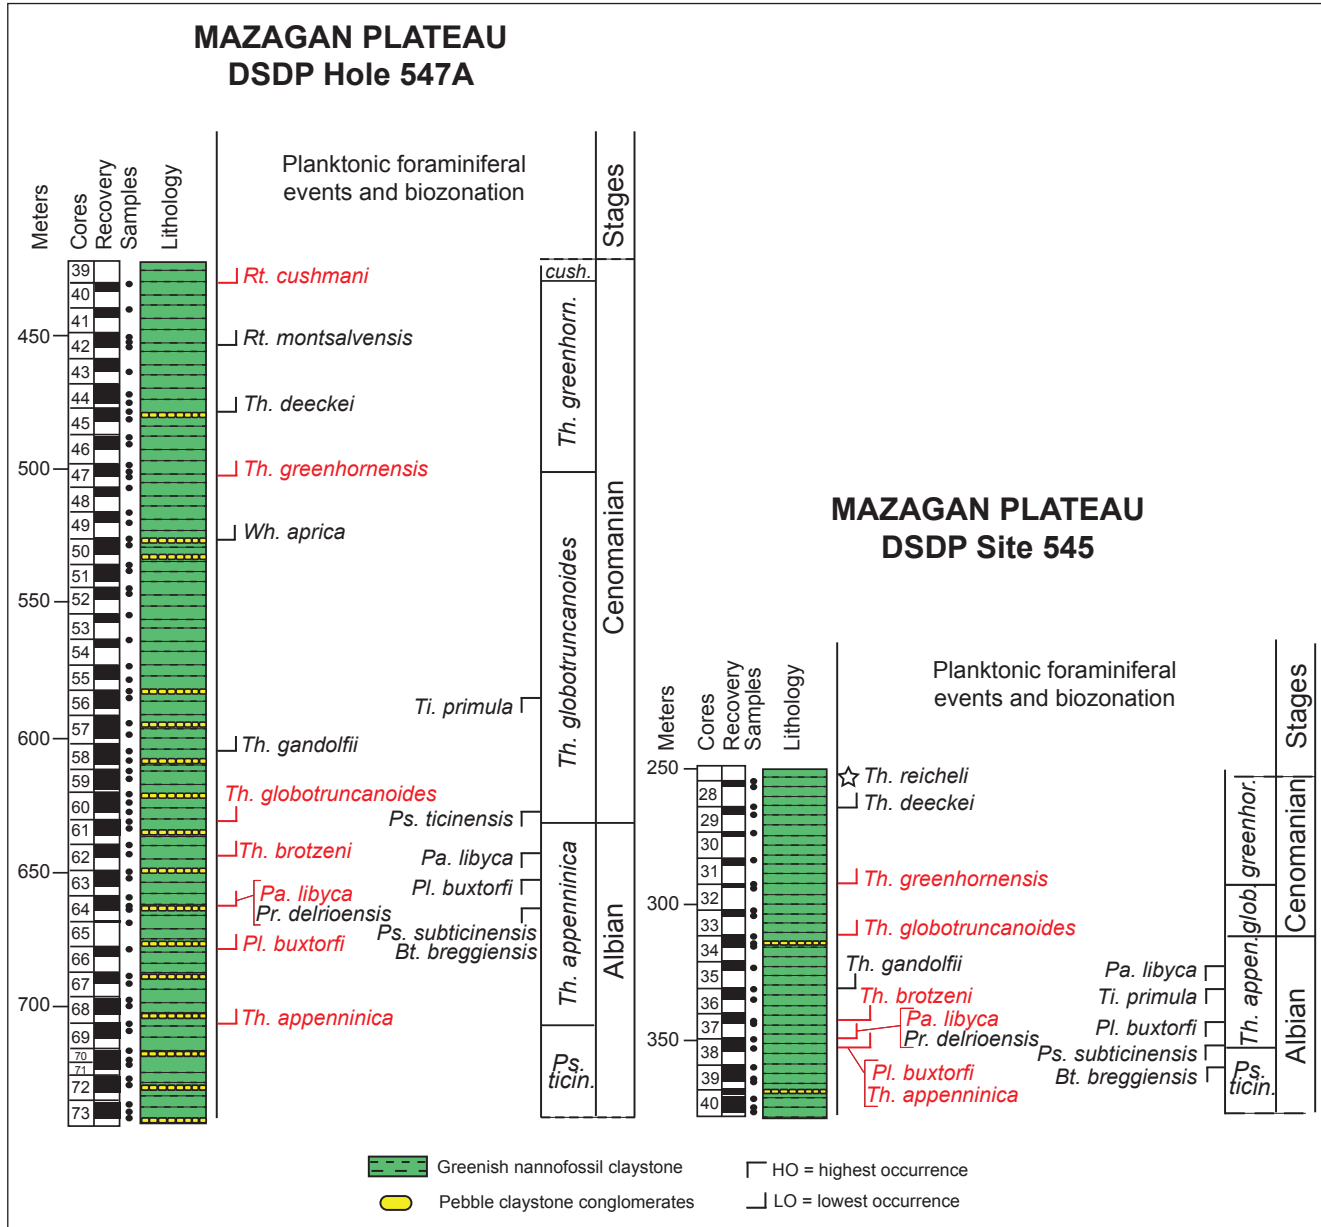 MAZAGAN PLATEAU
DSDP Hole 547A
Meters
Cores
Recovery
Samples
Lithology
Planktonic foraminiferal
events and biozonation
Stages
39
40
41
42
43
44
45
46
47
48
49
50
51
52
53
54
55
56
57
58
59
60
61
62
63
64
65
66
67
68
69
70
71
72
73
450
500
550
600
650
700
Rt. cushmani
Rt. montsalvensis
Th. deeckei
Th. greenhornensis
Wh. aprica
Ti. primula
Th. gandolfii
Th. globotruncanoides
Ps. ticinensis
Th. brotzeni
Pa. libyca
Pl. buxtorfi
Pa. libyca
Pr. delrioensis
Ps. subticinensis
Bt. breggiensis
Pl. buxtorfi
Th. appenninica
cush.
Th. greenhorn.
Th. globotruncanoides
Th. appenninica
Ps.
ticin.
Cenomanian
Albian
MAZAGAN PLATEAU
DSDP Site 545
Meters
Cores
Recovery
Samples
Lithology
Planktonic foraminiferal
events and biozonation
Stages
250
300
350
28
29
30
31
32
33
34
35
36
37
38
39
40
Th. reicheli
Th. deeckei
Th. greenhornensis
Th. globotruncanoides
Th. gandolfii
Pa. libyca
Th. brotzeni
Ti. primula
Pa. libyca
Pr. delrioensis
Pl. buxtorfi
Ps. subticinensis
Bt. breggiensis
Pl. buxtorfi
Th. appenninica
greenhor.
glob.
Th. appen.
Ps.
ticin.
Cenomanian
Albian
Greenish nannofossil claystone
HO = highest occurrence
Pebble claystone conglomerates
LO = lowest occurrence